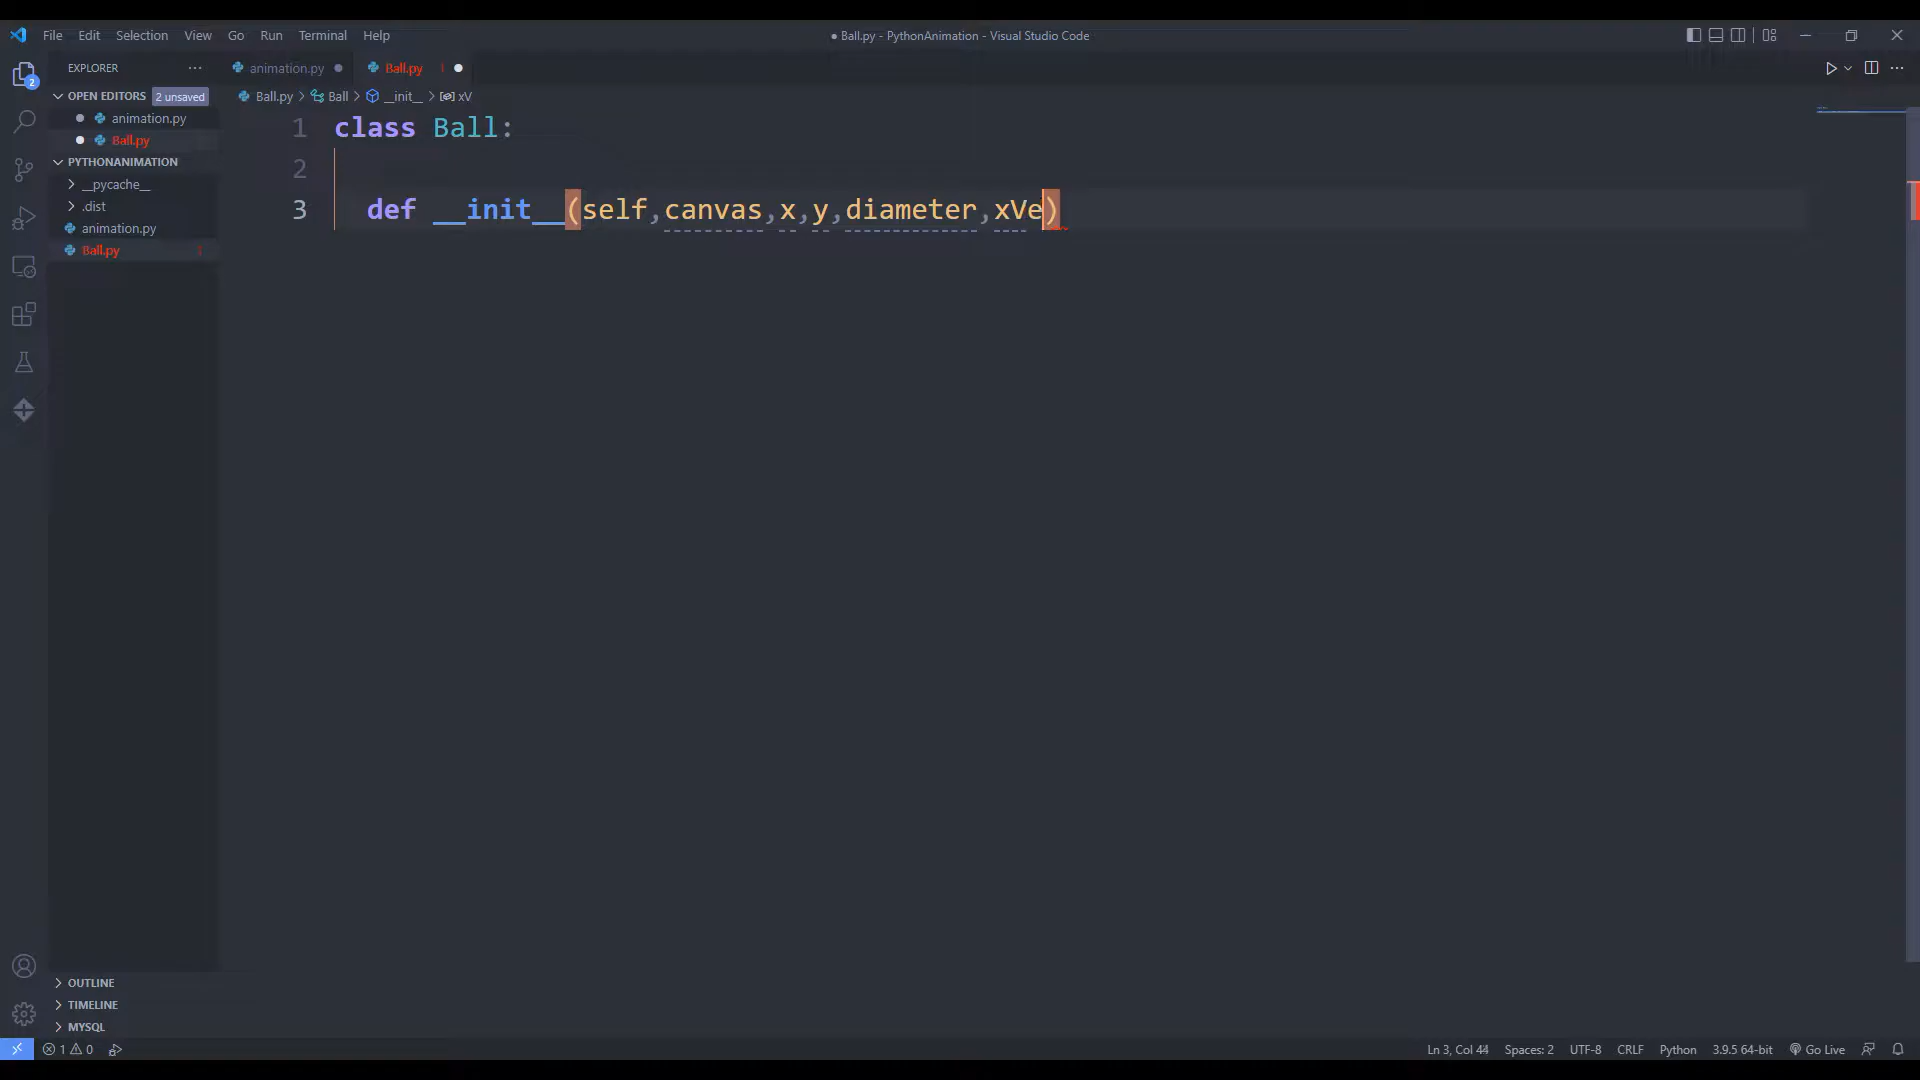 File Edit Selection View Go Run Terminal Help
● Ball.py - PythonAnimation - Visual Studio Code
EXPLORER ···
animation.py
Ball.py 1
OPEN EDITORS 2 unsaved
Ball.py > Ball > __init__ > xV
animation.py
Ball.py
PYTHONANIMATION
__pycache__
.dist
animation.py
Ball.py 1
2
1 class Ball:
2
3 def __init__(self,canvas,x,y,diameter,xVe)
OUTLINE
TIMELINE
MYSQL
1 0
Ln 3, Col 44 Spaces: 2 UTF-8 CRLF Python 3.9.5 64-bit Go Live